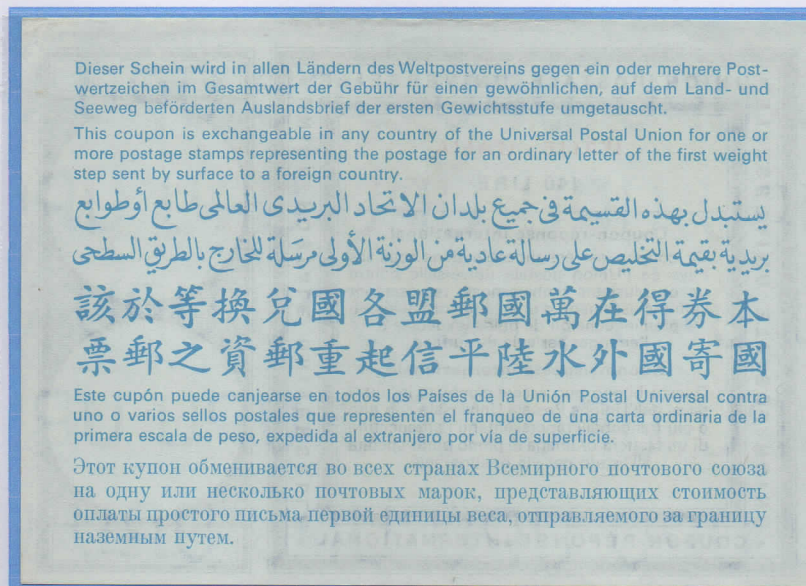 Dieser Schein wird in allen Ländern des Weltpostvereins gegen ein oder mehrere Post-
wertzeichen im Gesamtwert der Gebühr für einen gewöhnlichen, auf dem Land- und
Seeweg beförderten Auslandsbrief der ersten Gewichtsstufe umgetauscht.
This coupon is exchangeable in any country of the Universal Postal Union for one or
more postage stamps representing the postage for an ordinary letter of the first weight
step sent by surface to a foreign country.
يستبدل بهذه القسيمة فى جميع بلدان الاتحاد البريدى العالمى طابع أو طوابع
بريدية بقيمة التخليص على رسالة عادية من الوزنة الأولى مرسلة للخارج بالطريق السطحى
本券得在萬國郵盟各國兌換等於該
國寄國外水陸平信起重郵資之郵票
Este cupón puede canjearse en todos los Países de la Unión Postal Universal contra
uno o varios sellos postales que representen el franqueo de una carta ordinaria de la
primera escala de peso, expedida al extranjero por vía de superficie.
Этот купон обменивается во всех странах Всемирного почтового союза
на одну или несколько почтовых марок, представляющих стоимость
оплаты простого письма первой единицы веса, отправляемого за границу
наземным путем.